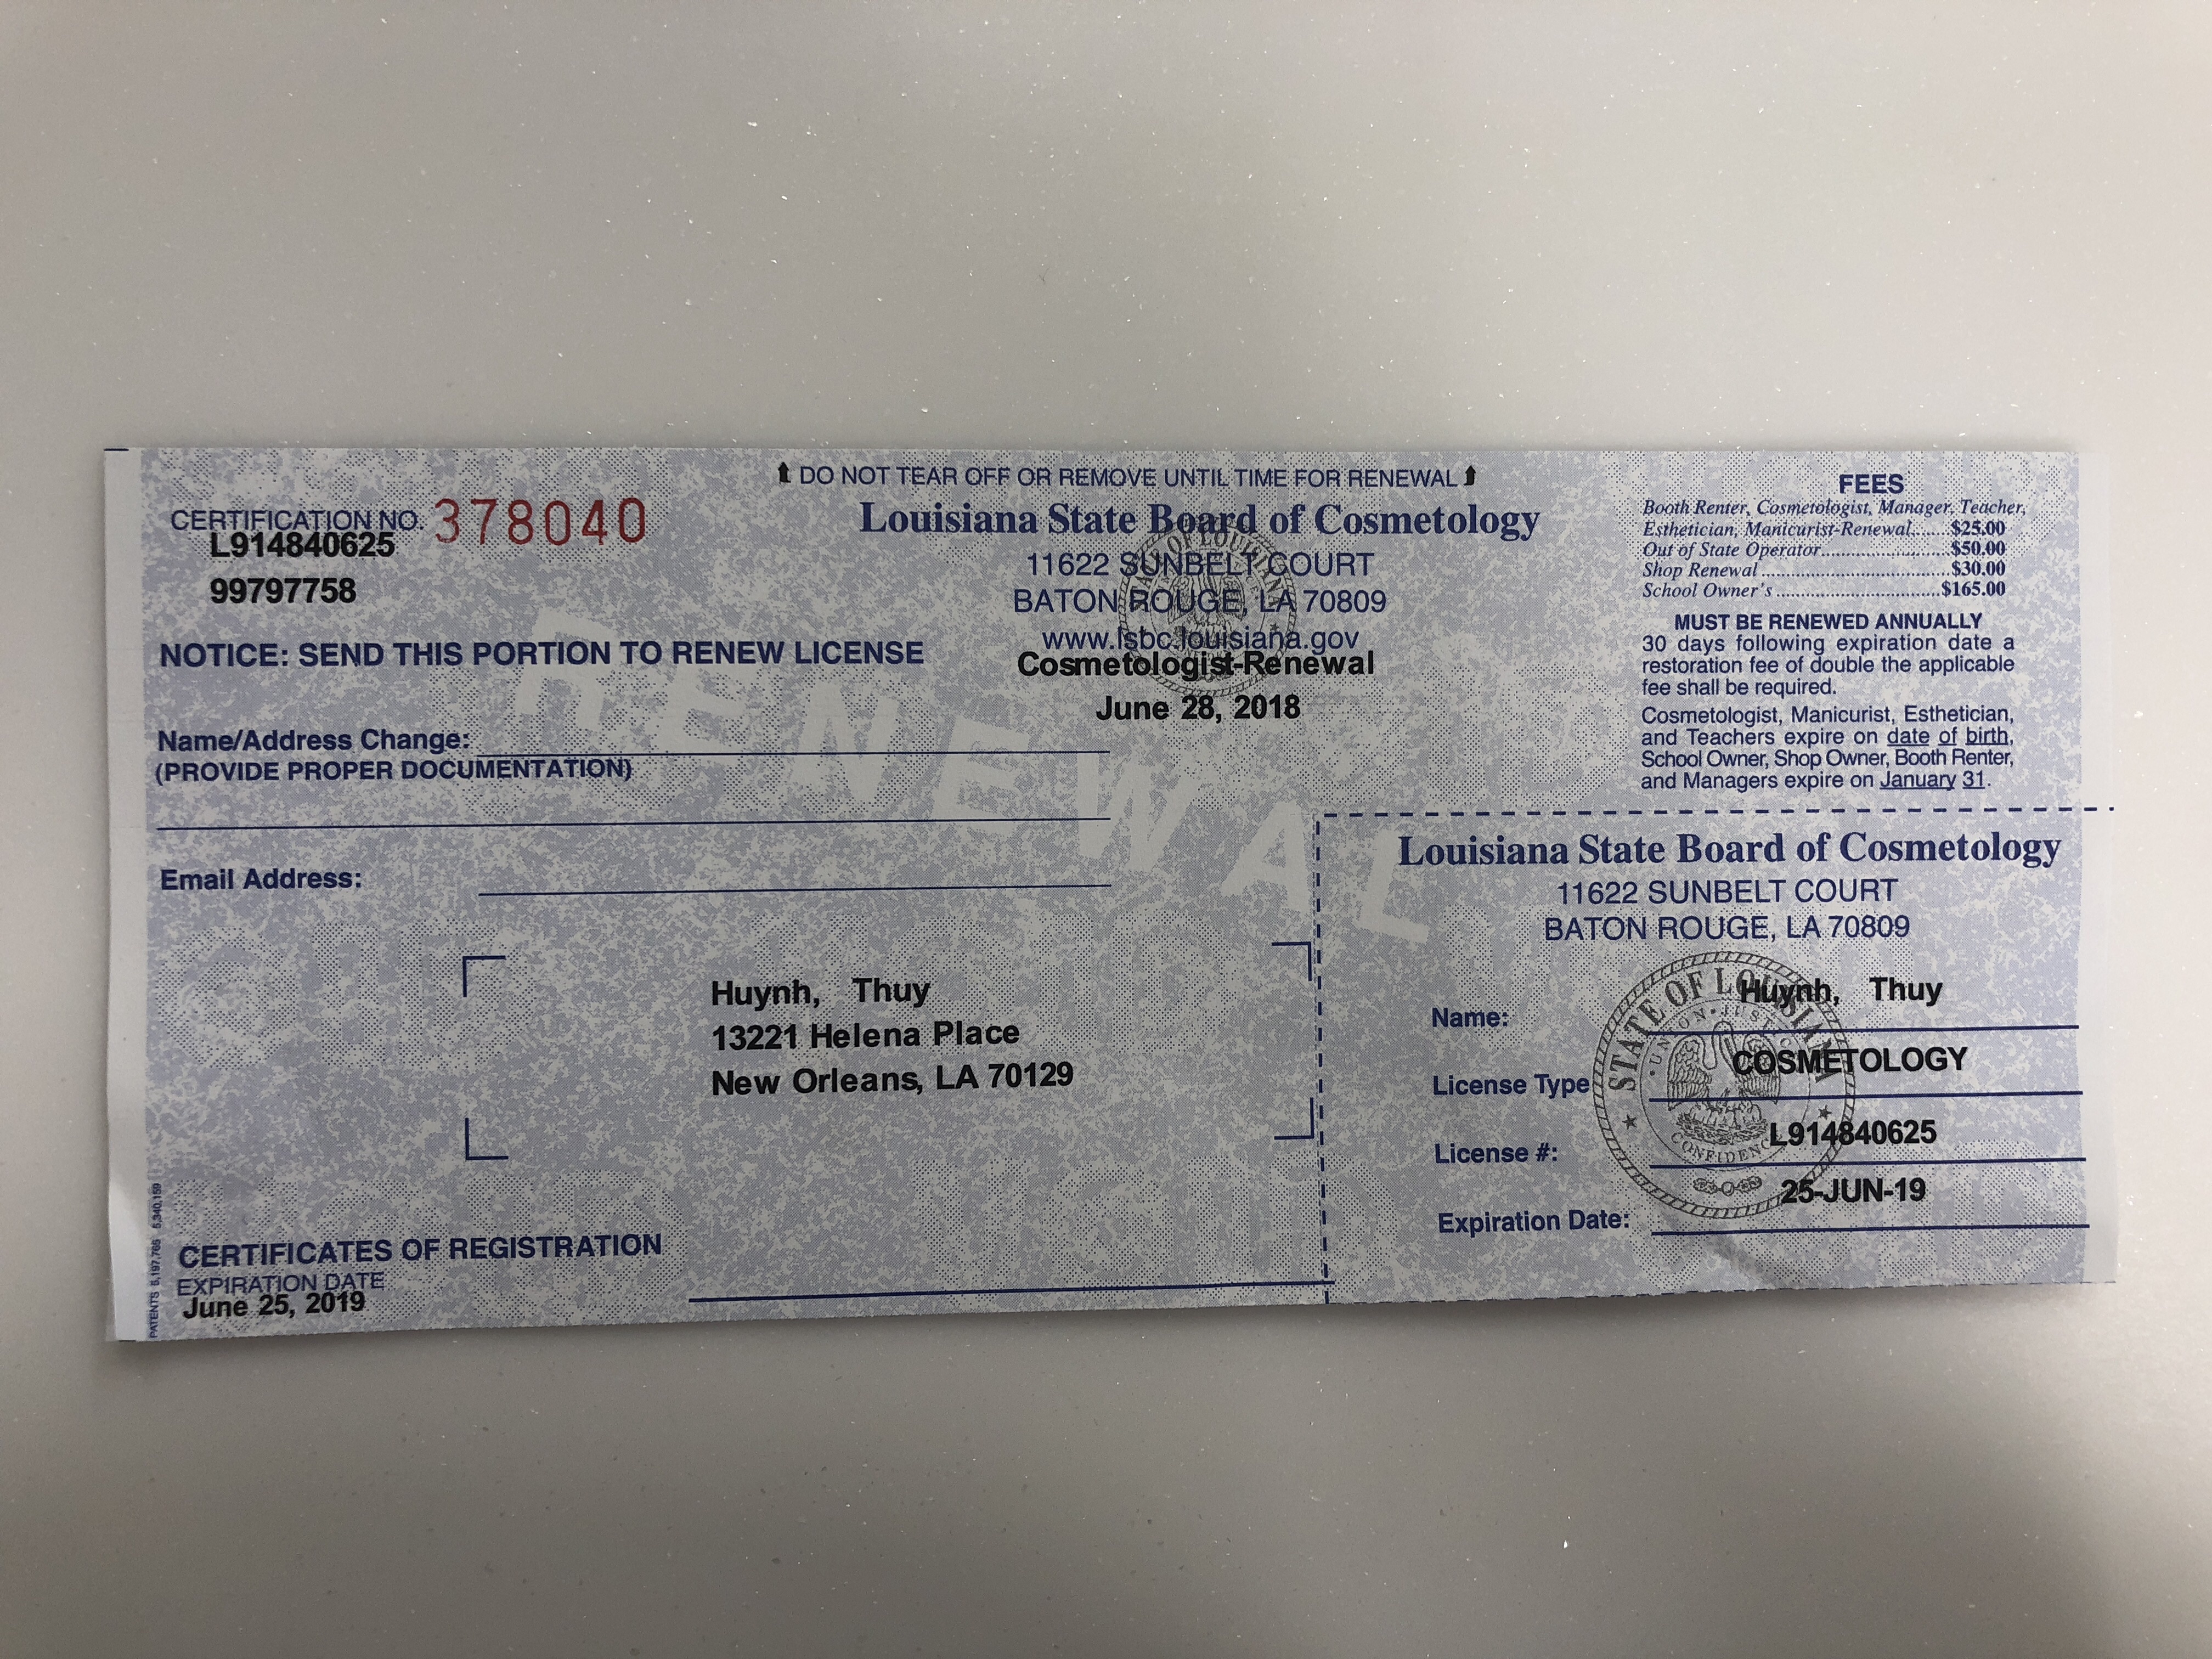 DO NOT TEAR OFF OR REMOVE UNTIL TIME FOR RENEWAL
CERTIFICATION NO. 378040
L914840625
99797758
Louisiana State Board of Cosmetology
11622 SUNBELT COURT
BATON ROUGE, LA 70809
www.lsbc.louisiana.gov
Cosmetologist-Renewal
June 28, 2018
FEES
Booth Renter, Cosmetologist, Manager, Teacher,
Esthetician, Manicurist-Renewal..... $25.00
Out of State Operator..... $50.00
Shop Renewal..... $30.00
School Owner's..... $165.00
MUST BE RENEWED ANNUALLY
30 days following expiration date a
restoration fee of double the applicable
fee shall be required.
Cosmetologist, Manicurist, Esthetician,
and Teachers expire on date of birth,
School Owner, Shop Owner, Booth Renter,
and Managers expire on January 31.
NOTICE: SEND THIS PORTION TO RENEW LICENSE
Name/Address Change:
(PROVIDE PROPER DOCUMENTATION)
Email Address:
RENEWAL
Huynh, Thuy
13221 Helena Place
New Orleans, LA 70129
Louisiana State Board of Cosmetology
11622 SUNBELT COURT
BATON ROUGE, LA 70809
Name: Huynh, Thuy
License Type COSMETOLOGY
License #: L914840625
Expiration Date: 25-JUN-19
STATE OF LOUISIANA
UNION JUSTICE
CONFIDENCE
CERTIFICATES OF REGISTRATION
EXPIRATION DATE
June 25, 2019
PATENTS 5,197,765 5,340,159